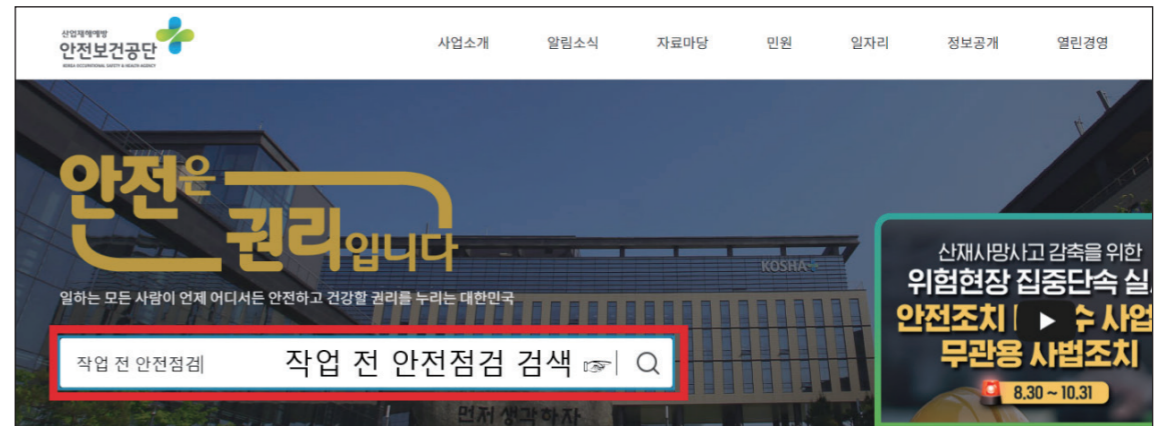 산업재해예방
안전보건공단
KOREA OCCUPATIONAL SAFETY & HEALTH AGENCY
사업소개 알림소식 자료마당 민원 일자리 정보공개 열린경영
안전은
권리입니다
KOSHA
일하는 모든 사람이 언제 어디서든 안전하고 건강할 권리를 누리는 대한민국
작업 전 안전점검 작업 전 안전점검 검색 ☞
먼저 생각하자
산재사망사고 감축을 위한
위험현장 집중단속 실
안전조치 수 사업
무관용 사법조치
8.30 ~ 10.31